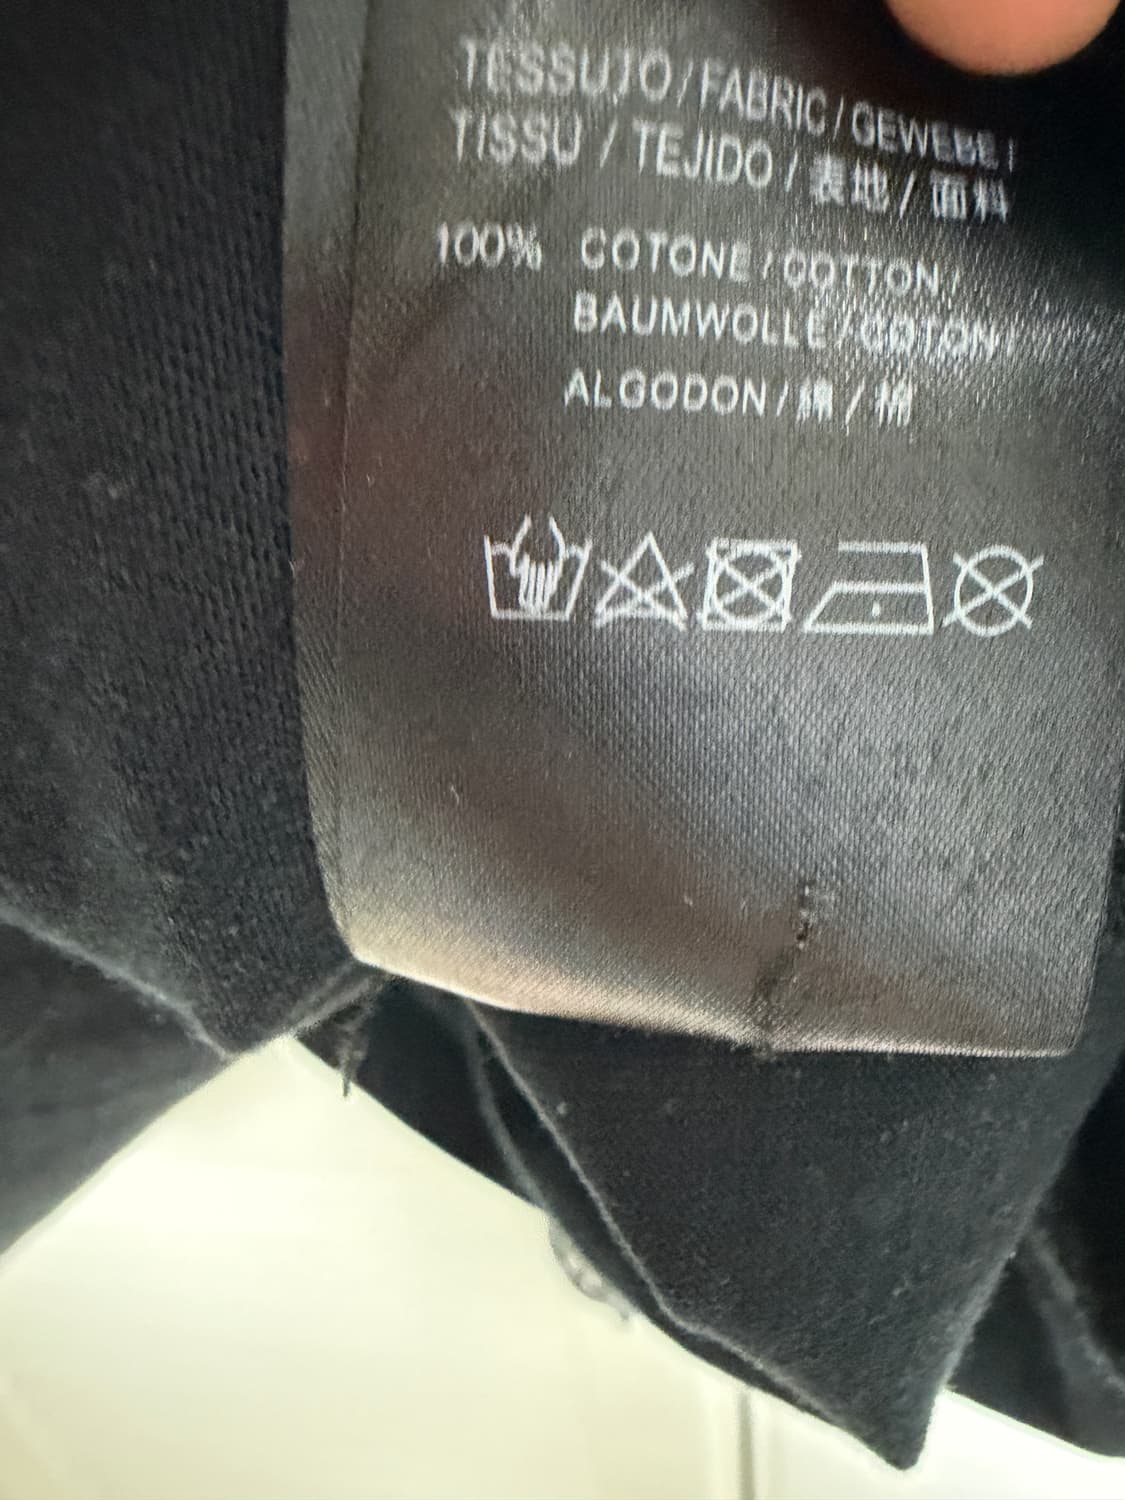 TESSUTO / FABRIC / GEWEBE /
TISSU / TEJIDO / 表地 / 面料
100% COTONE / COTTON /
BAUMWOLLE / COTON
ALGODON / 綿 / 棉